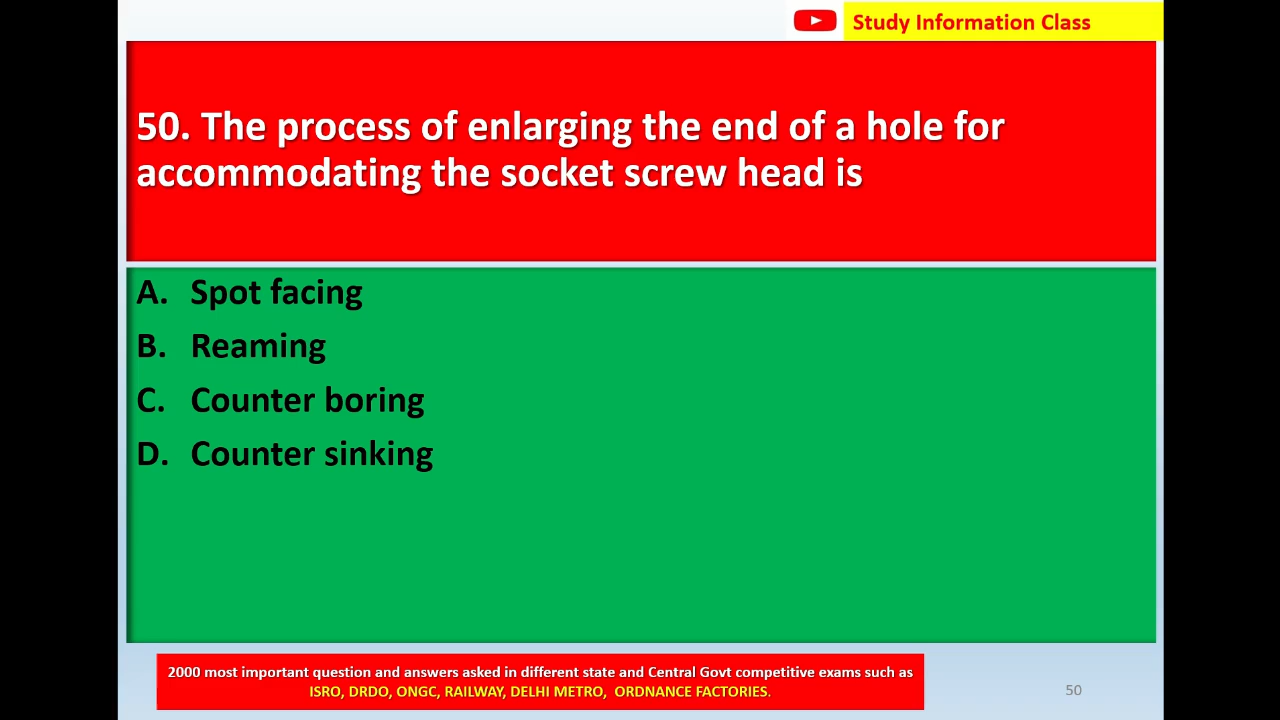 Study Information Class
50. The process of enlarging the end of a hole for
accommodating the socket screw head is
A. Spot facing
B. Reaming
C. Counter boring
D. Counter sinking
2000 most important question and answers asked in different state and Central Govt competitive exams such as
ISRO, DRDO, ONGC, RAILWAY, DELHI METRO, ORDNANCE FACTORIES.
50